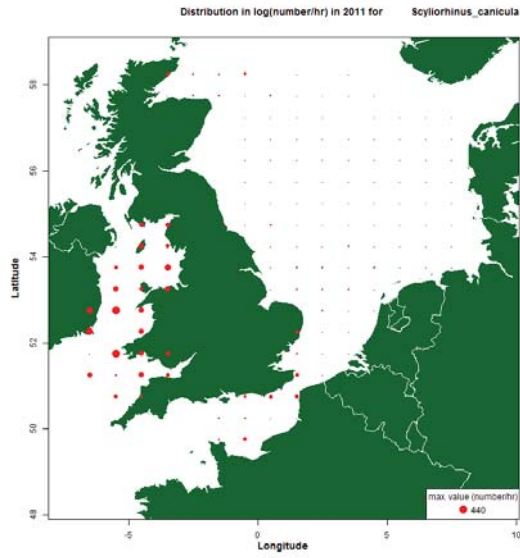 Distribution in log(number/hr) in 2011 for Scyliorhinus_canicula
58
56
54
52
50
48
Latitude
-5 0 5 10
Longitude
max. value (number/hr)
440